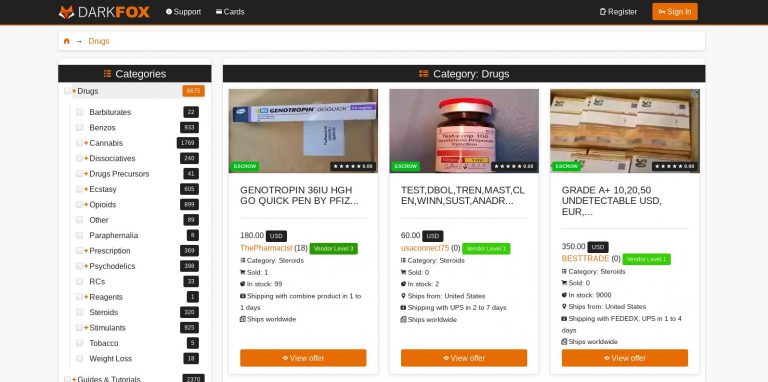 DARKFOX
Support
Cards
Register
Sign In
→ Drugs
Categories
Drugs 6675
Barbiturates 22
Benzos 933
Cannabis 1769
Dissociatives 240
Drugs Precursors 41
Ecstasy 605
Opioids 899
Other 89
Paraphernalia
Prescription 369
Psychedelics 398
RCs 33
Reagents 1
Steroids 320
Stimulants 925
Tobacco 5
Weight Loss 18
Guides & Tutorials 2370
Category: Drugs
ESCROW
★★★★★ 0.00
GENOTROPIN 36IU HGH
GO QUICK PEN BY PFIZ...
180.00 USD
ThePharmacist (18) Vendor Level 3
Category: Steroids
Sold: 1
In stock: 99
Shipping with combine product in 1 to
1 days
Ships worldwide
View offer
ESCROW
★★★★★ 0.00
TEST,DBOL,TREN,MAST,CL
EN,WINN,SUST,ANADR...
60.00 USD
usaconnect75 (0) Vendor Level 1
Category: Steroids
Sold: 0
In stock: 2
Ships from: United States
Shipping with UPS in 2 to 7 days
Ships worldwide
View offer
ESCROW
★★★★★ 0.00
GRADE A+ 10,20,50
UNDETECTABLE USD,
EUR,...
350.00 USD
BESTTRADE (0) Vendor Level 1
Category: Steroids
Sold: 0
In stock: 9000
Ships from: United States
Shipping with FEDEDX, UPS in 1 to 4
days
Ships worldwide
View offer